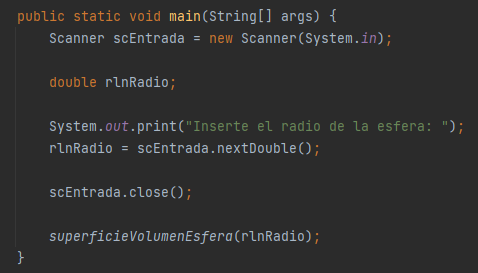 public static void main(String[] args) {
    Scanner scEntrada = new Scanner(System.in);
    double rlnRadio;
    System.out.print("Inserte el radio de la esfera: ");
    rlnRadio = scEntrada.nextDouble();
    scEntrada.close();
    superficieVolumenEsfera(rlnRadio);
}